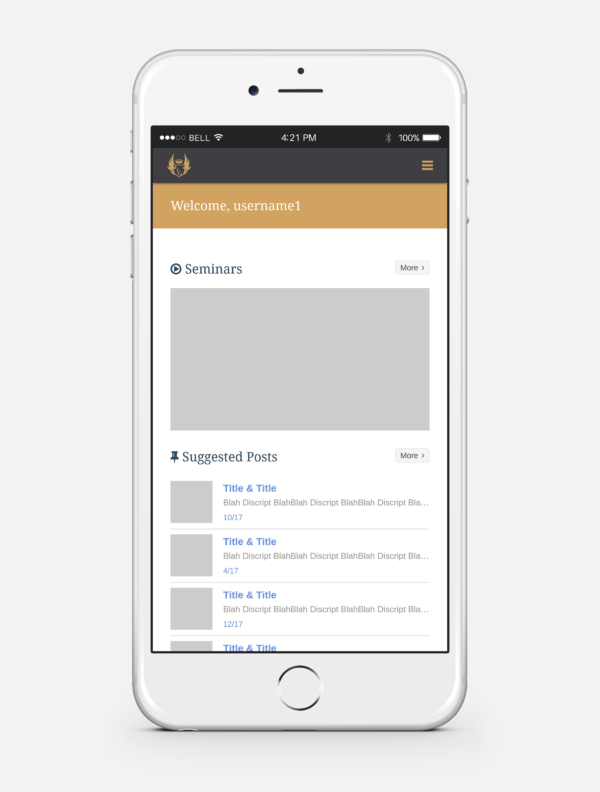 BELL
4:21 PM
100%
Welcome, username1
Seminars
More
Suggested Posts
More
Title & Title
Blah Discript BlahBlah Discript BlahBlah Discript Bla...
10/17
Title & Title
Blah Discript BlahBlah Discript BlahBlah Discript Bla...
4/17
Title & Title
Blah Discript BlahBlah Discript BlahBlah Discript Bla...
12/17
Title & Title